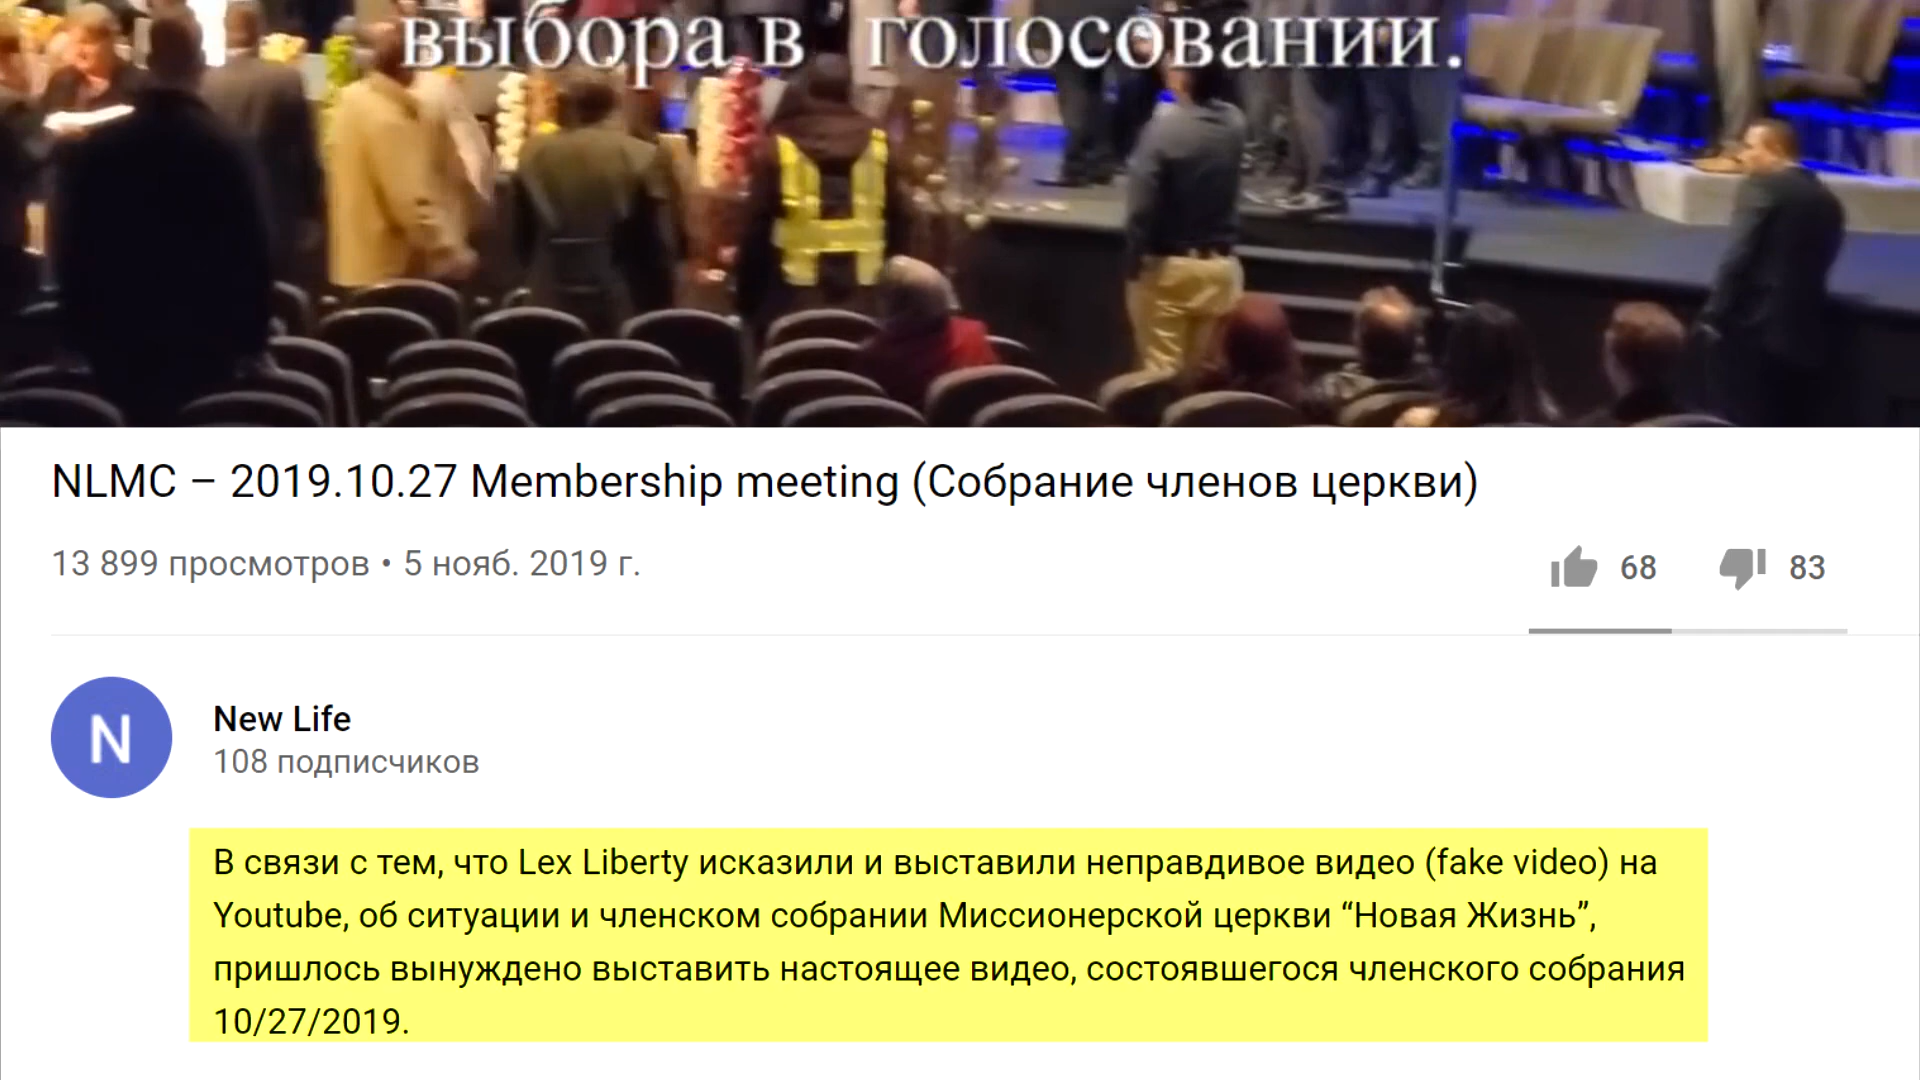 выбора в голосовании.
NLMC – 2019.10.27 Membership meeting (Собрание членов церкви)
13 899 просмотров • 5 нояб. 2019 г.
68 83
N
New Life
108 подписчиков
В связи с тем, что Lex Liberty исказили и выставили неправдивое видео (fake video) на
Youtube, об ситуации и членском собрании Миссионерской церкви “Новая Жизнь”,
пришлось вынуждено выставить настоящее видео, состоявшегося членского собрания
10/27/2019.